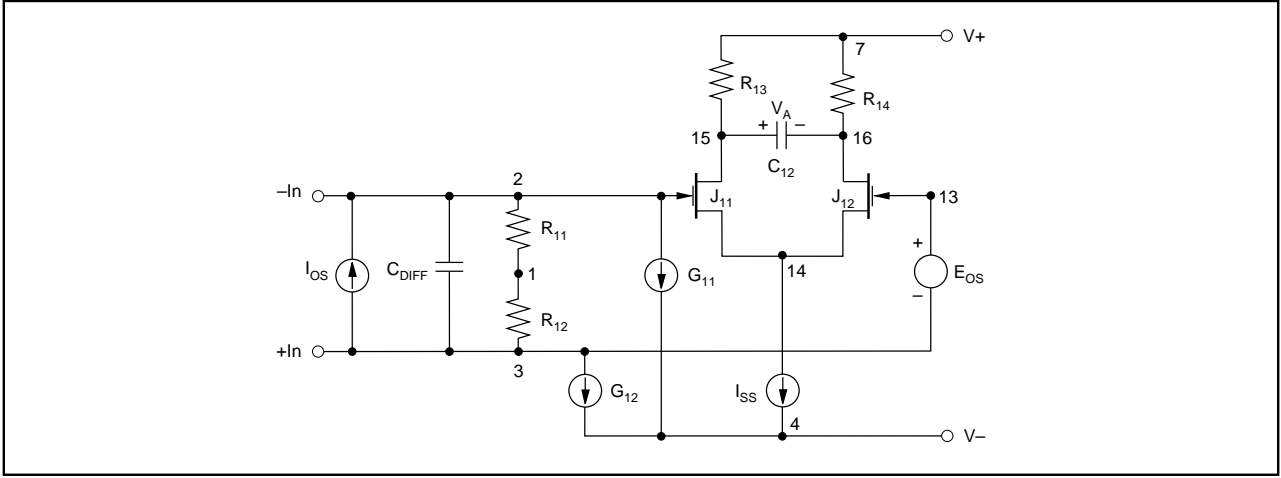 V+
7
R13
R14
VA
+ –
15
16
C12
–In
2
J11
J12
13
R11
+
IOS
CDIFF
1
G11
14
EOS
–
R12
+In
3
G12
ISS
4
V–